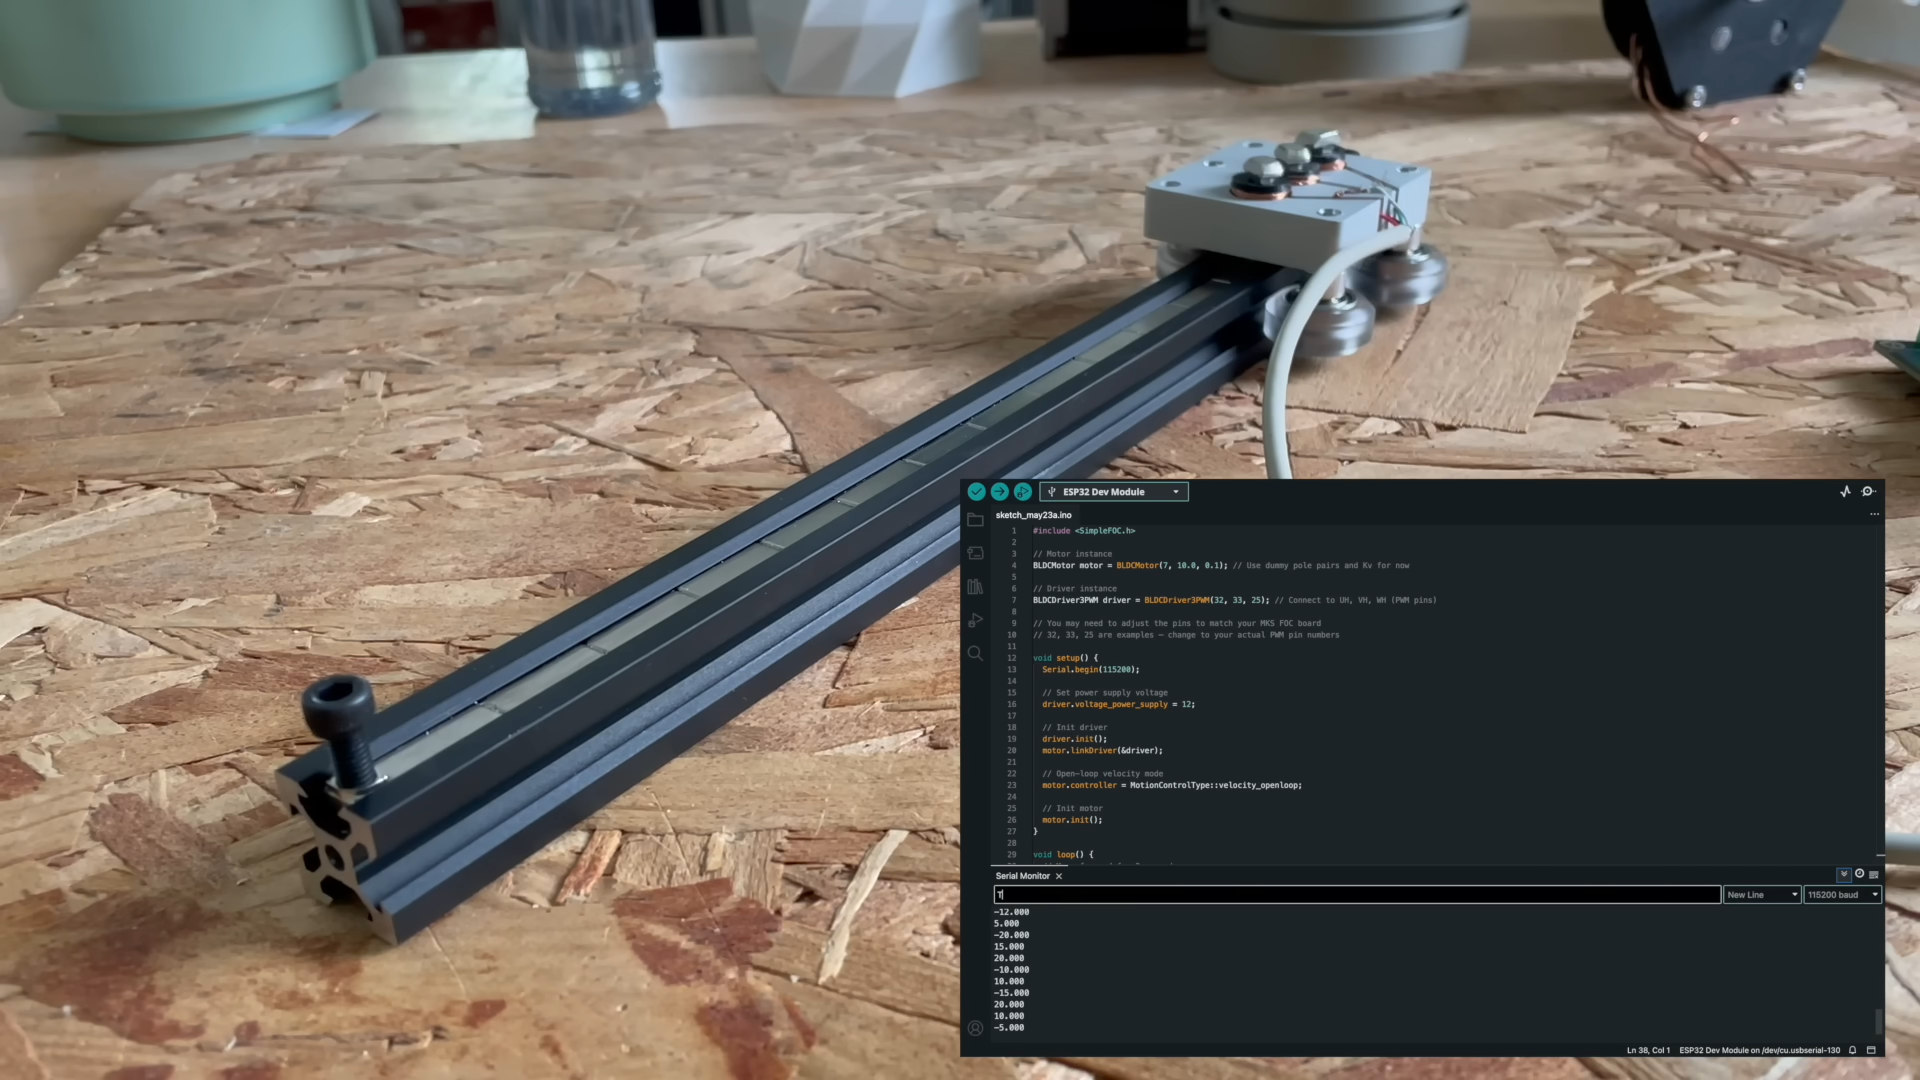 ESP32 Dev Module
sketch_may23a.ino
1 #include <SimpleFOC.h>
2
3 // Motor instance
4 BLDCMotor motor = BLDCMotor(7, 10.0, 0.1); // Use dummy pole pairs and Kv for now
5
6 // Driver instance
7 BLDCDriver3PWM driver = BLDCDriver3PWM(32, 33, 25); // Connect to UH, VH, WH (PWM pins)
8
9 // You may need to adjust the pins to match your MKS FOC board
10 // 32, 33, 25 are examples – change to your actual PWM pin numbers
11
12 void setup() {
13 Serial.begin(115200);
14
15 // Set power supply voltage
16 driver.voltage_power_supply = 12;
17
18 // Init driver
19 driver.init();
20 motor.linkDriver(&driver);
21
22 // Open-loop velocity mode
23 motor.controller = MotionControlType::velocity_openloop;
24
25 // Init motor
26 motor.init();
27 }
28
29 void loop() {
Serial Monitor
T
New Line
115200 baud
-12.000
5.000
-20.000
15.000
20.000
-10.000
10.000
-15.000
20.000
10.000
-5.000
Ln 38, Col 1 ESP32 Dev Module on /dev/cu.usbserial-130